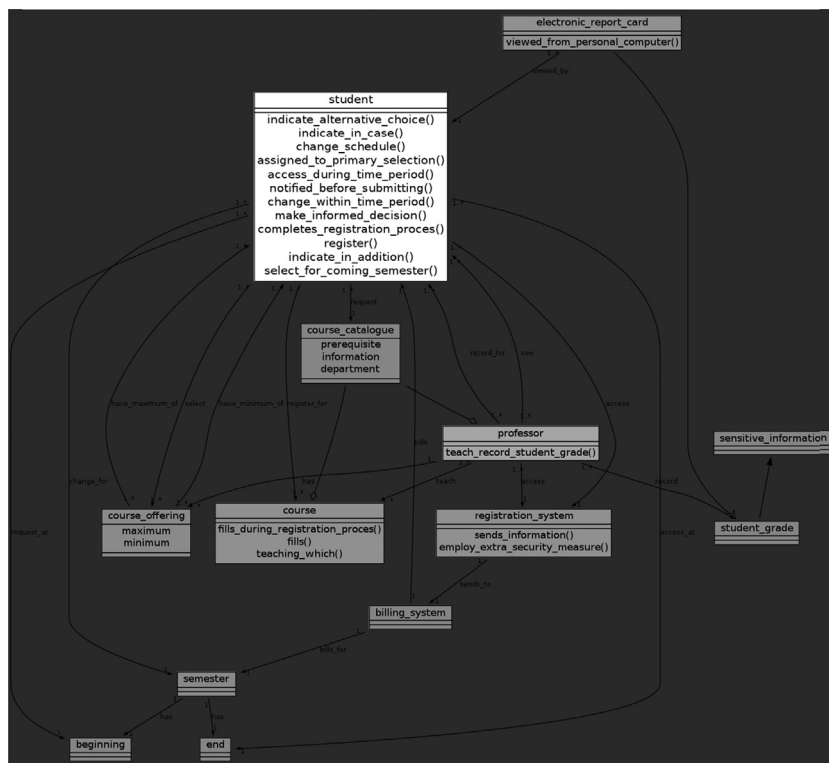 electronic_report_card
viewed_from_personal_computer()
1..*
viewed_by
1..*
student
indicate_alternative_choice()
indicate_in_case()
change_schedule()
assigned_to_primary_selection()
access_during_time_period()
notified_before_submitting()
change_within_time_period()
make_informed_decision()
completes_registration_proces()
register()
indicate_in_addition()
select_for_coming_semester()
request
course_catalogue
prerequisite
information
department
record_for
see
have_maximum_of
select
have_minimum_of
register_for
access
professor
teach_record_student_grade()
sensitive_information
bills
has
teach
access
record
change_for
course_offering
maximum
minimum
course
fills_during_registration_proces()
fills()
teaching_which()
registration_system
sends_information()
employ_extra_security_measure()
student_grade
request_at
access_at
sends_to
billing_system
bills_for
semester
has
has
beginning
end